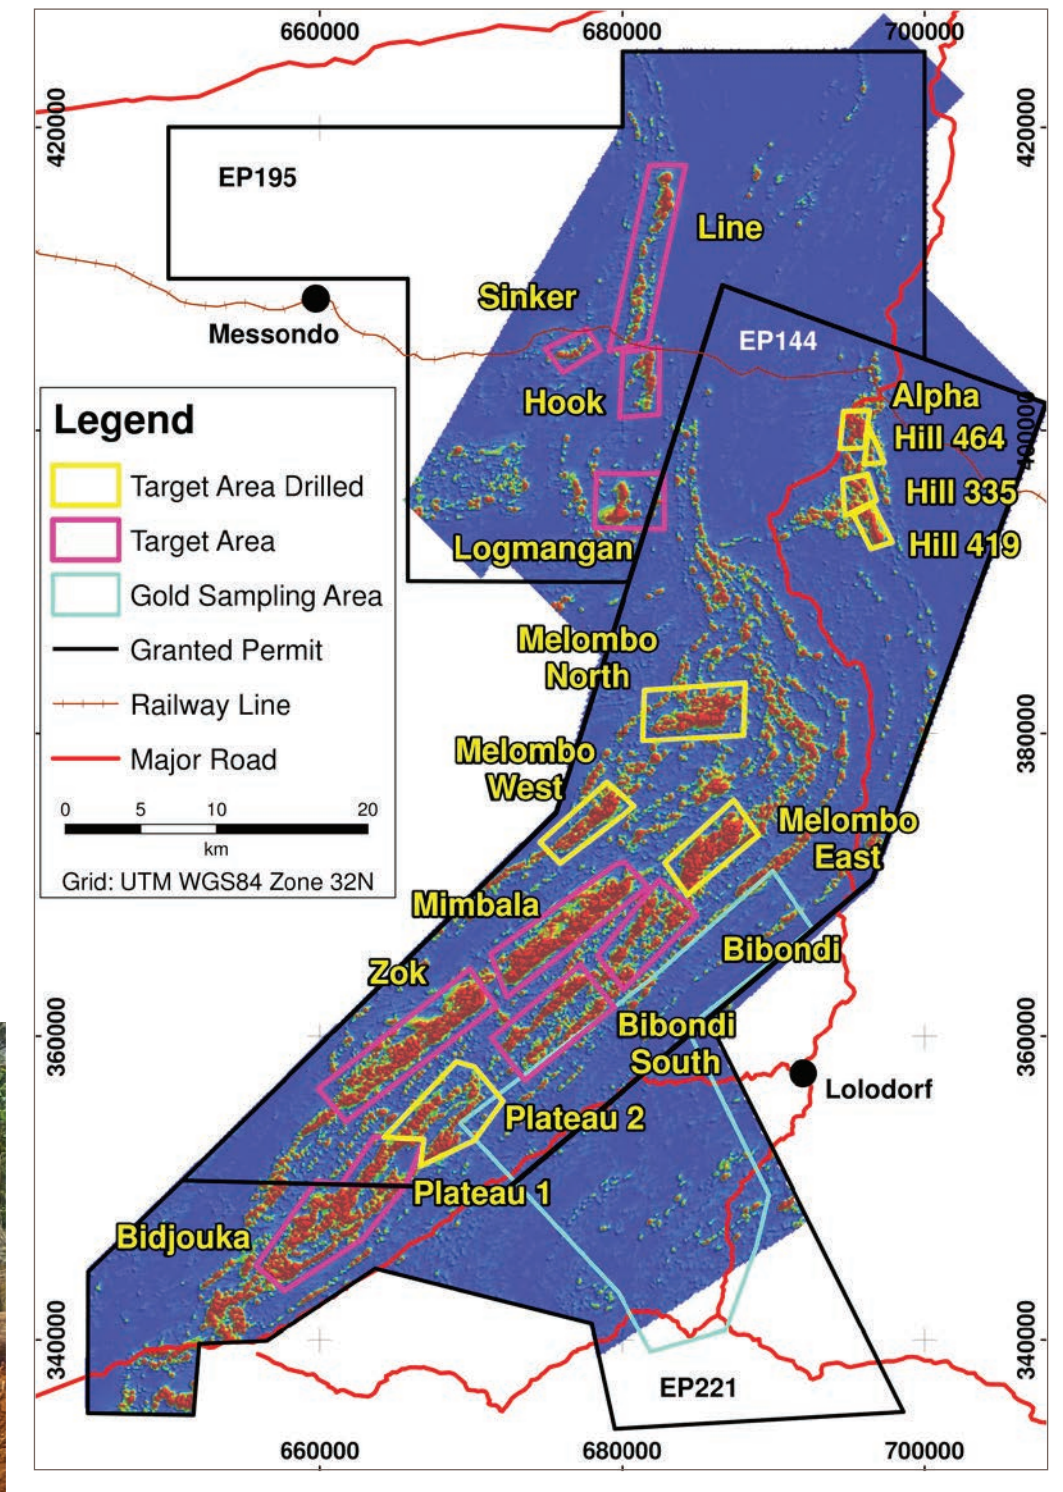 660000
680000
700000
420000
420000
EP195
Line
Sinker
Messondo
EP144
Hook
Alpha
400000
Hill 464
Hill 335
Hill 419
Logmangan
Legend
Target Area Drilled
Target Area
Gold Sampling Area
Granted Permit
Railway Line
Major Road
0 5 10 20
km
Grid: UTM WGS84 Zone 32N
Melombo
North
380000
Melombo
West
Melombo
East
Mimbala
Bibondi
Zok
360000
360000
Bibondi
South
Lolodorf
Plateau 2
Plateau 1
Bidjouka
340000
340000
EP221
660000
680000
700000